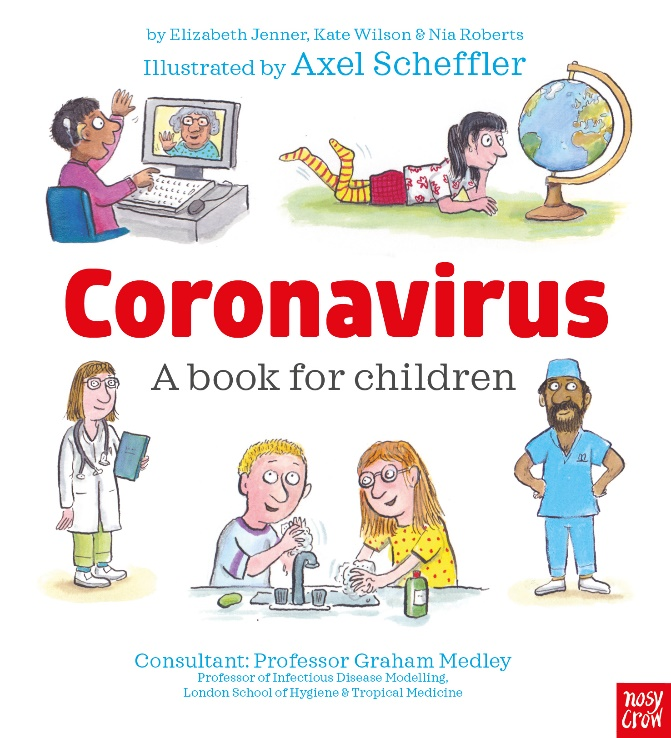 by Elizabeth Jenner, Kate Wilson & Nia Roberts
Illustrated by Axel Scheffler
Coronavirus
A book for children
Consultant: Professor Graham Medley
Professor of Infectious Disease Modelling,
London School of Hygiene & Tropical Medicine
nosy
crow